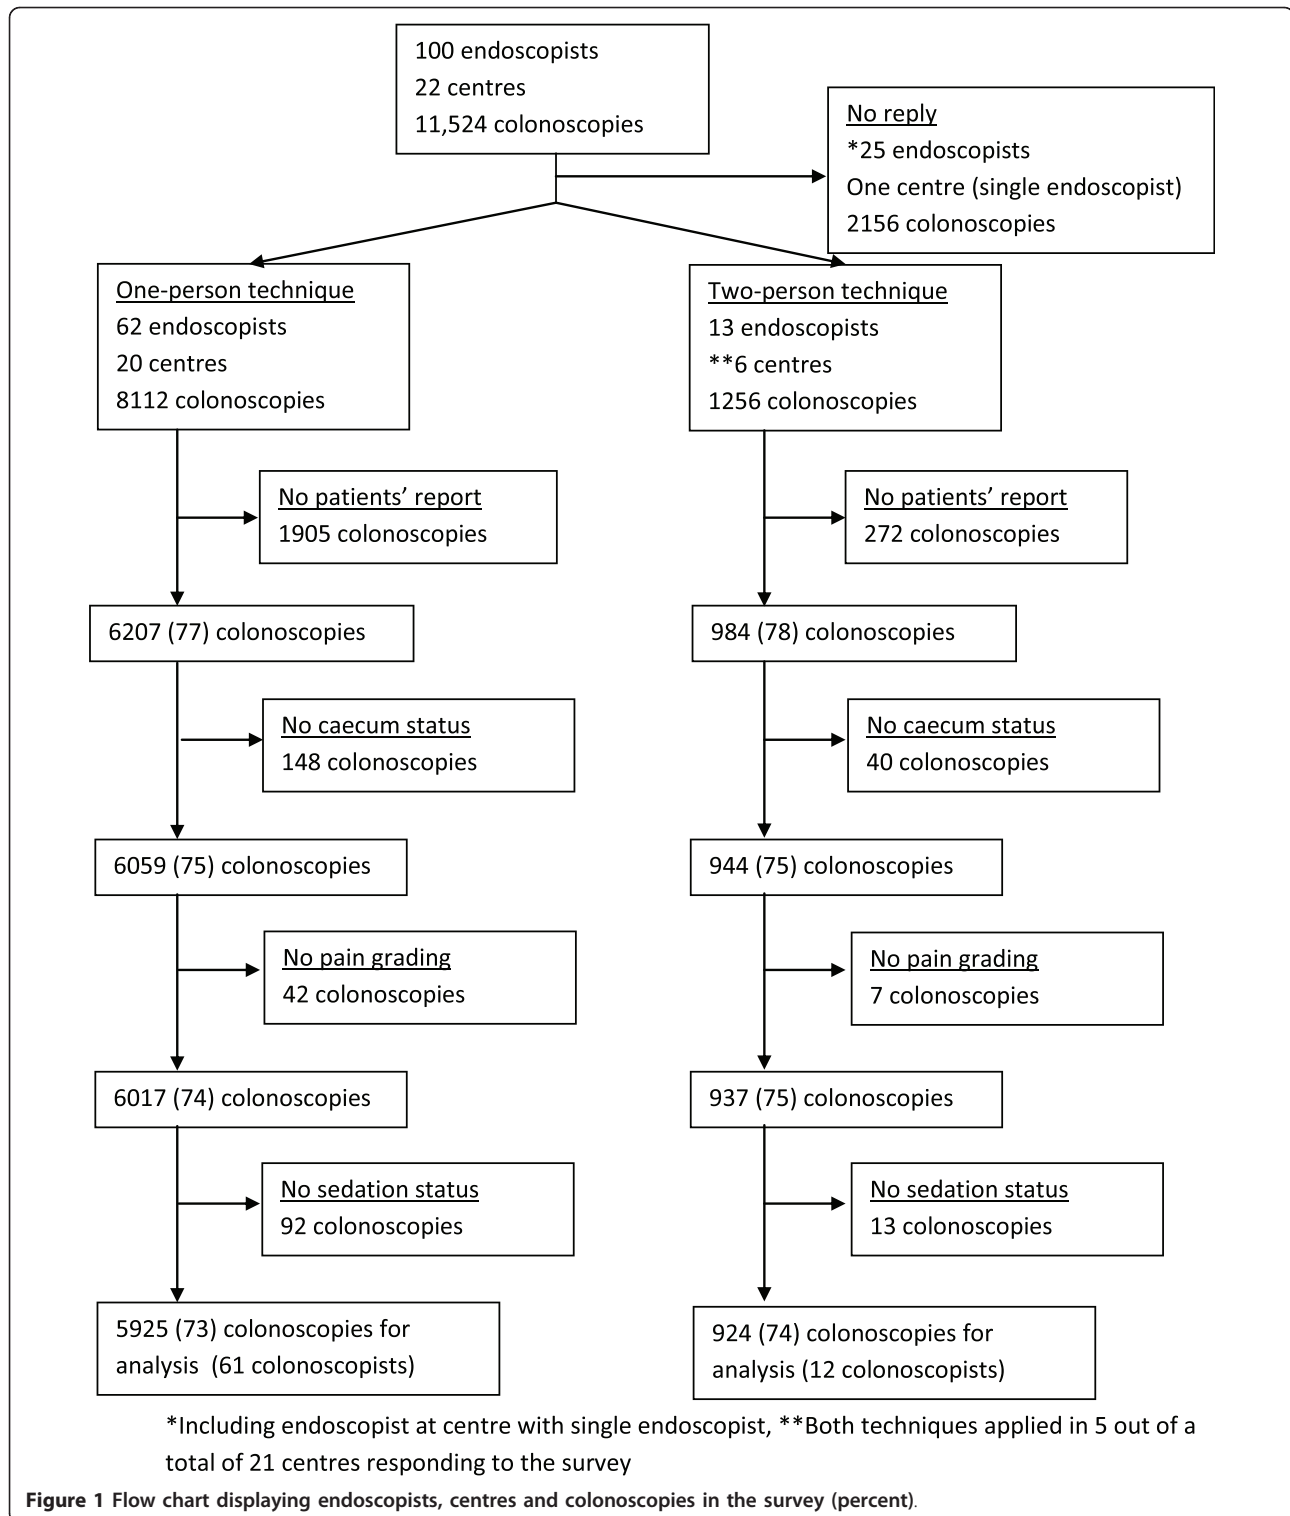 100 endoscopists
22 centres
11,524 colonoscopies
No reply
*25 endoscopists
One centre (single endoscopist)
2156 colonoscopies
One-person technique
62 endoscopists
20 centres
8112 colonoscopies
Two-person technique
13 endoscopists
**6 centres
1256 colonoscopies
No patients’ report
1905 colonoscopies
No patients’ report
272 colonoscopies
6207 (77) colonoscopies
984 (78) colonoscopies
No caecum status
148 colonoscopies
No caecum status
40 colonoscopies
6059 (75) colonoscopies
944 (75) colonoscopies
No pain grading
42 colonoscopies
No pain grading
7 colonoscopies
6017 (74) colonoscopies
937 (75) colonoscopies
No sedation status
92 colonoscopies
No sedation status
13 colonoscopies
5925 (73) colonoscopies for
analysis (61 colonoscopists)
924 (74) colonoscopies for
analysis (12 colonoscopists)
*Including endoscopist at centre with single endoscopist, **Both techniques applied in 5 out of a
total of 21 centres responding to the survey
Figure 1 Flow chart displaying endoscopists, centres and colonoscopies in the survey (percent).